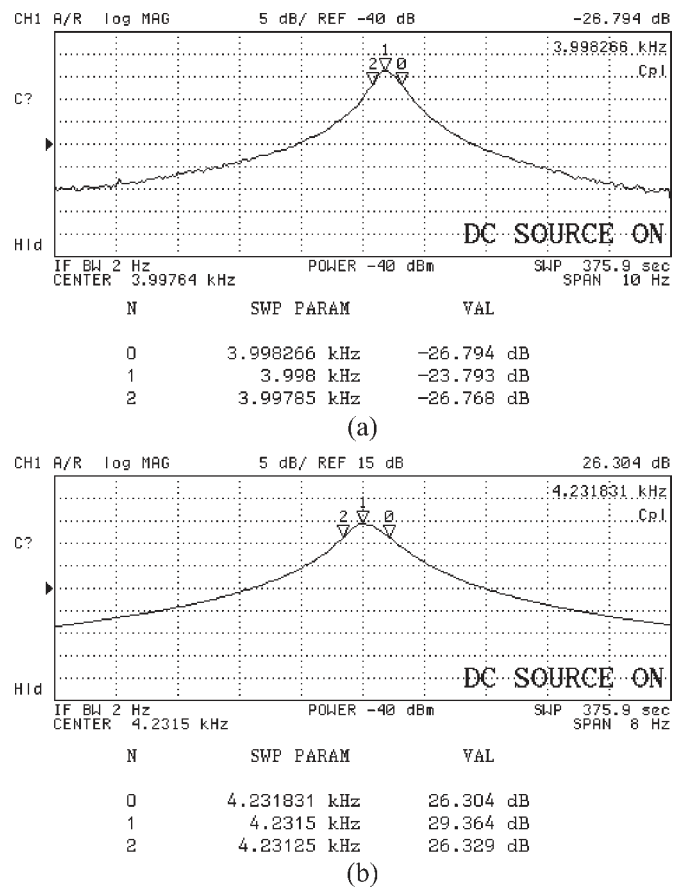 CH1 A/R log MAG 5 dB/ REF -40 dB -26.794 dB
3.998266 kHz
1
2 0
Cpl
C?
DC SOURCE ON
Hld
IF BW 2 Hz POWER -40 dBm SWP 375.9 sec
CENTER 3.99764 kHz SPAN 10 Hz
N SWP PARAM VAL
0 3.998266 kHz -26.794 dB
1 3.998 kHz -23.793 dB
2 3.99785 kHz -26.768 dB
(a)
CH1 A/R log MAG 5 dB/ REF 15 dB 26.304 dB
4.231831 kHz
1
2 0
Cpl
C?
DC SOURCE ON
Hld
IF BW 2 Hz POWER -40 dBm SWP 375.9 sec
CENTER 4.2315 kHz SPAN 8 Hz
N SWP PARAM VAL
0 4.231831 kHz 26.304 dB
1 4.2315 kHz 29.364 dB
2 4.23125 kHz 26.329 dB
(b)